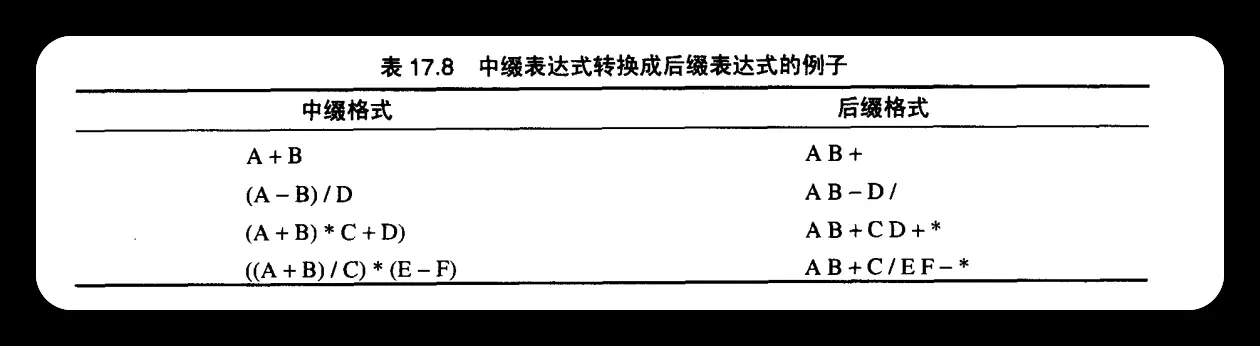 表 17.8 中缀表达式转换成后缀表达式的例子
中缀格式 后缀格式
A + B A B +
(A – B) / D A B – D /
(A + B) * C + D) A B + C D + *
((A + B) / C) * (E – F) A B + C / E F – *